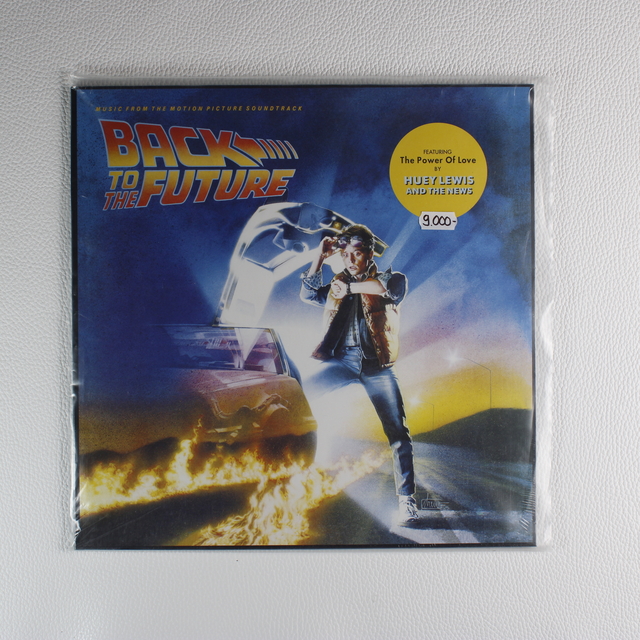 MUSIC FROM THE MOTION PICTURE SOUNDTRACK
BACK
TO
THE FUTURE
FEATURING
The Power Of Love
BY
HUEY LEWIS
AND THE NEWS
9.000-